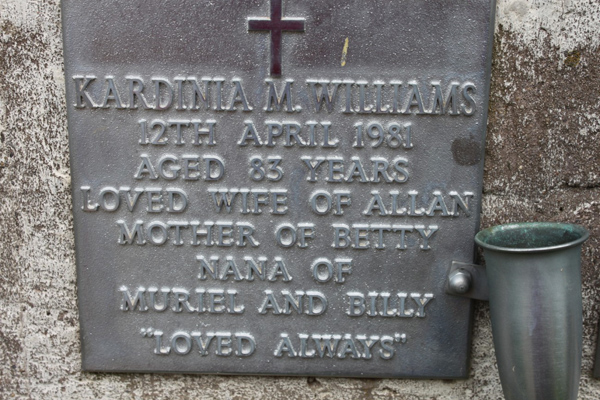 KARDINIA M. WILLIAMS
12TH APRIL 1981
AGED 83 YEARS
LOVED WIFE OF ALLAN
MOTHER OF BETTY
NANA OF
MURIEL AND BILLY
"LOVED ALWAYS"